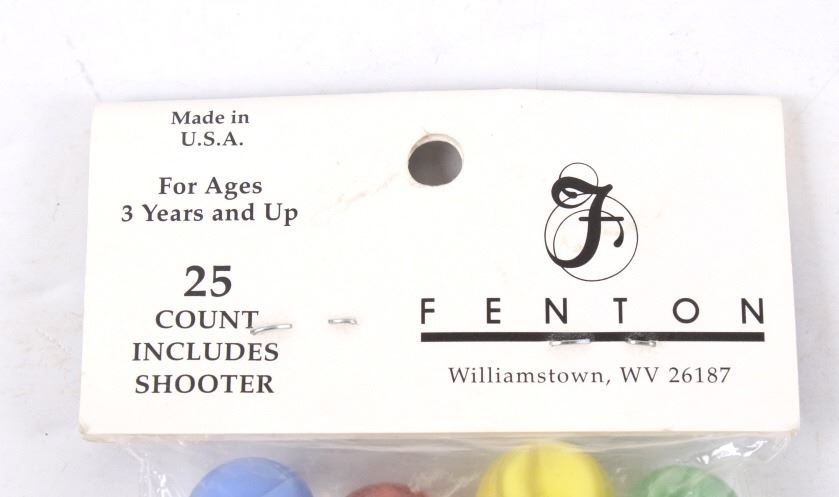 Made in
U.S.A.
For Ages
3 Years and Up
25
COUNT
INCLUDES
SHOOTER
F
FENTON
Williamstown, WV 26187